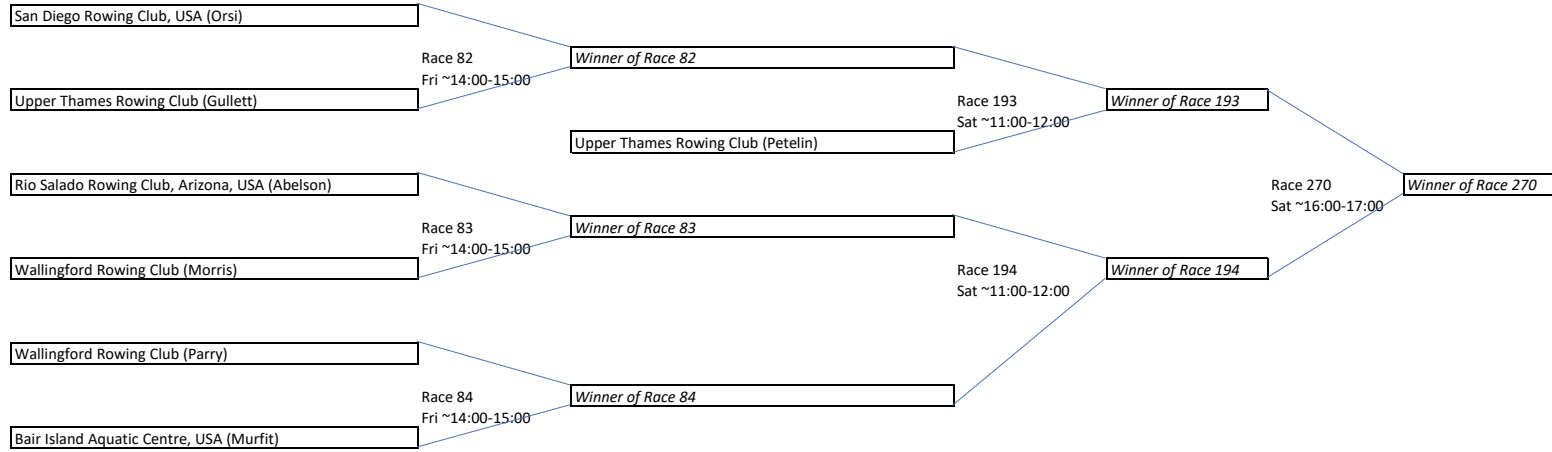 San Diego Rowing Club, USA (Orsi)
Race 82
Fri ~14:00-15:00
Winner of Race 82
Upper Thames Rowing Club (Gullett)
Race 193
Sat ~11:00-12:00
Winner of Race 193
Upper Thames Rowing Club (Petelin)
Rio Salado Rowing Club, Arizona, USA (Abelson)
Race 270
Sat ~16:00-17:00
Winner of Race 270
Race 83
Fri ~14:00-15:00
Winner of Race 83
Wallingford Rowing Club (Morris)
Race 194
Sat ~11:00-12:00
Winner of Race 194
Wallingford Rowing Club (Parry)
Race 84
Fri ~14:00-15:00
Winner of Race 84
Bair Island Aquatic Centre, USA (Murfit)